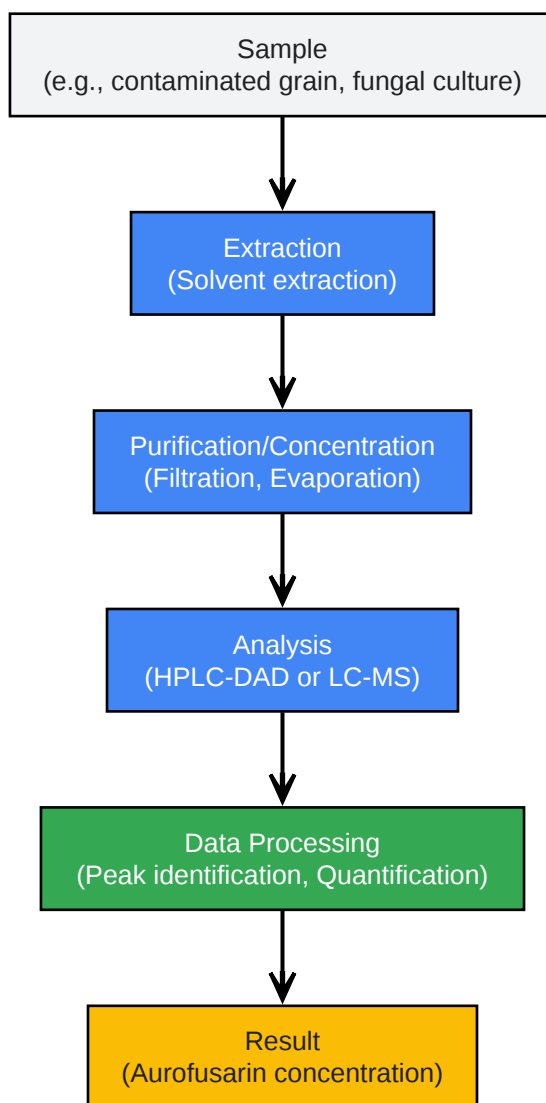 Sample
(e.g., contaminated grain, fungal culture)
Extraction
(Solvent extraction)
Purification/Concentration
(Filtration, Evaporation)
Analysis
(HPLC-DAD or LC-MS)
Data Processing
(Peak identification, Quantification)
Result
(Aurofusarin concentration)